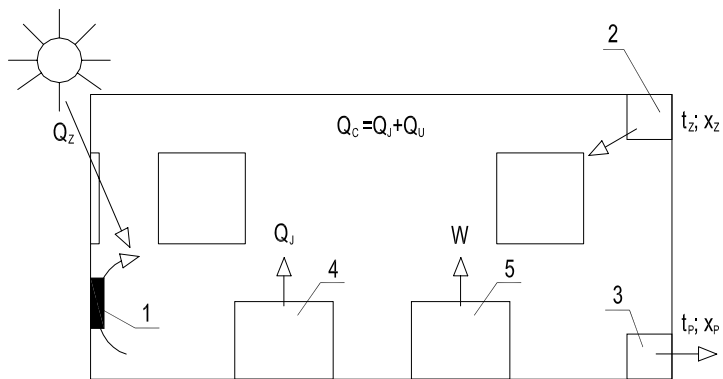 2
Q_Z
Q_C=Q_J+Q_U
t_Z; x_Z
Q_J
W
4
5
1
3
t_P; x_P